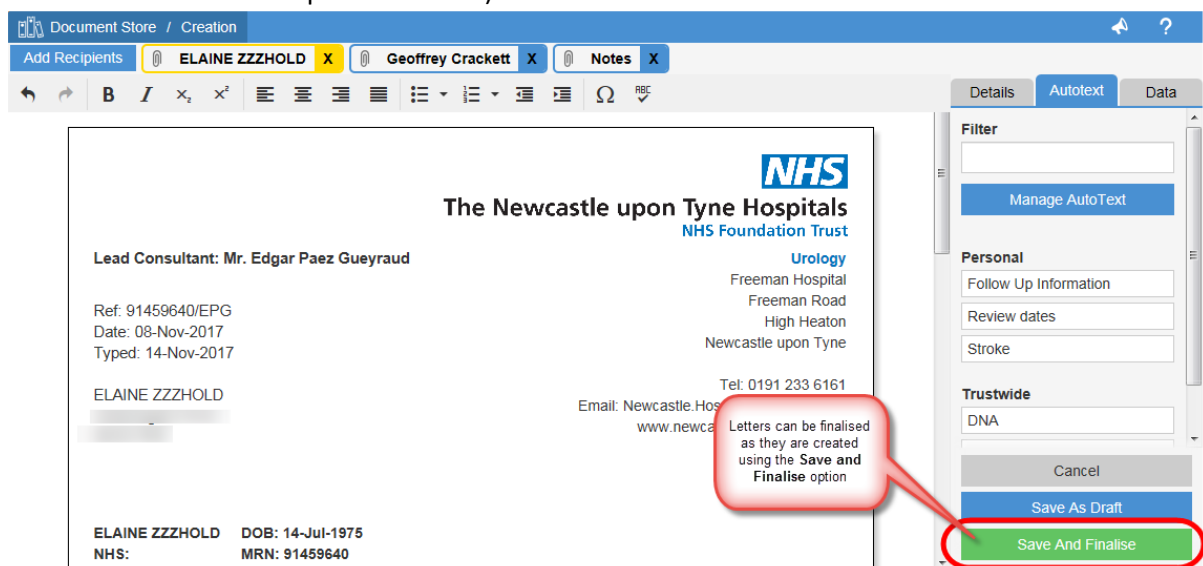 Document Store / Creation
?
Add Recipients ELAINE ZZZHOLD X Geoffrey Crackett X Notes X
B I x₂ x² Ω ABC
Details Autotext Data
Filter
Manage AutoText
Personal
Follow Up Information
Review dates
Stroke
Trustwide
DNA
Cancel
Save As Draft
Save And Finalise
NHS
The Newcastle upon Tyne Hospitals
NHS Foundation Trust
Lead Consultant: Mr. Edgar Paez Gueyraud
Urology
Freeman Hospital
Freeman Road
High Heaton
Newcastle upon Tyne
Ref: 91459640/EPG
Date: 08-Nov-2017
Typed: 14-Nov-2017
Tel: 0191 233 6161
ELAINE ZZZHOLD
Email:
Letters can be finalised
as they are created
using the Save and
Finalise option
ELAINE ZZZHOLD DOB: 14-Jul-1975
NHS: MRN: 91459640